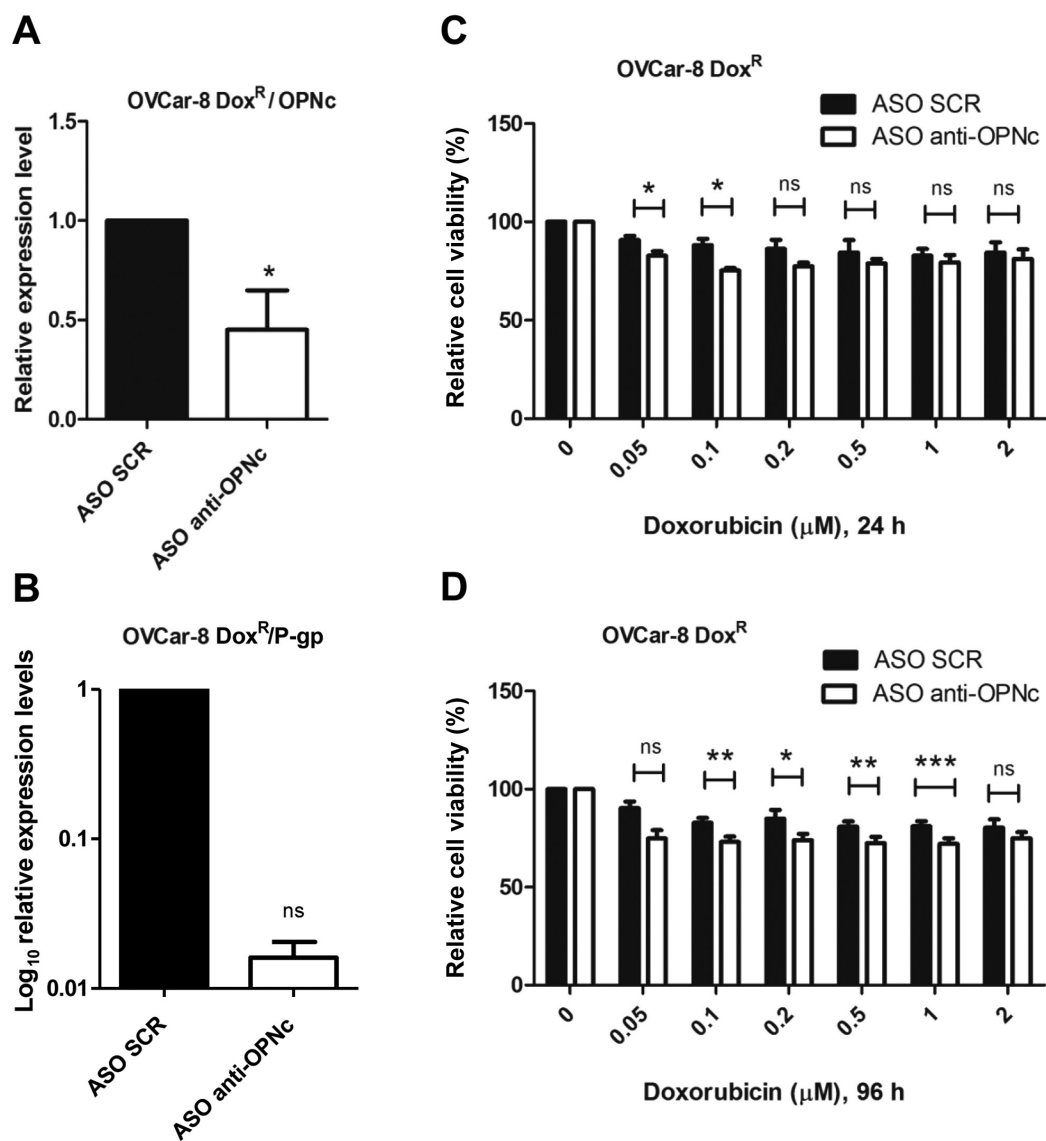 A
OVCar-8 Dox^R / OPNc
Relative expression level
1.5
1.0
0.5
0.0
*
ASO SCR
ASO anti-OPNc
B
OVCar-8 Dox^R/P-gp
Log₁₀ relative expression levels
1
0.1
0.01
ns
ASO SCR
ASO anti-OPNc
C
OVCar-8 Dox^R
ASO SCR
ASO anti-OPNc
Relative cell viability (%)
150
100
50
0
* * ns ns ns ns
0 0.05 0.1 0.2 0.5 1 2
Doxorubicin (μM), 24 h
D
OVCar-8 Dox^R
ASO SCR
ASO anti-OPNc
Relative cell viability (%)
150
100
50
0
ns ** * ** *** ns
0 0.05 0.1 0.2 0.5 1 2
Doxorubicin (μM), 96 h